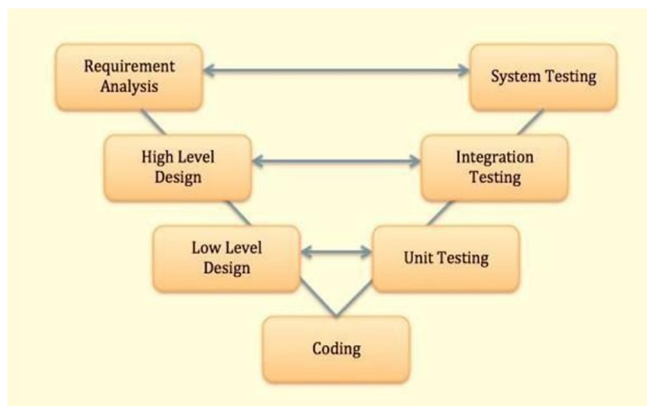 Requirement
Analysis
System Testing
High Level
Design
Integration
Testing
Low Level
Design
Unit Testing
Coding